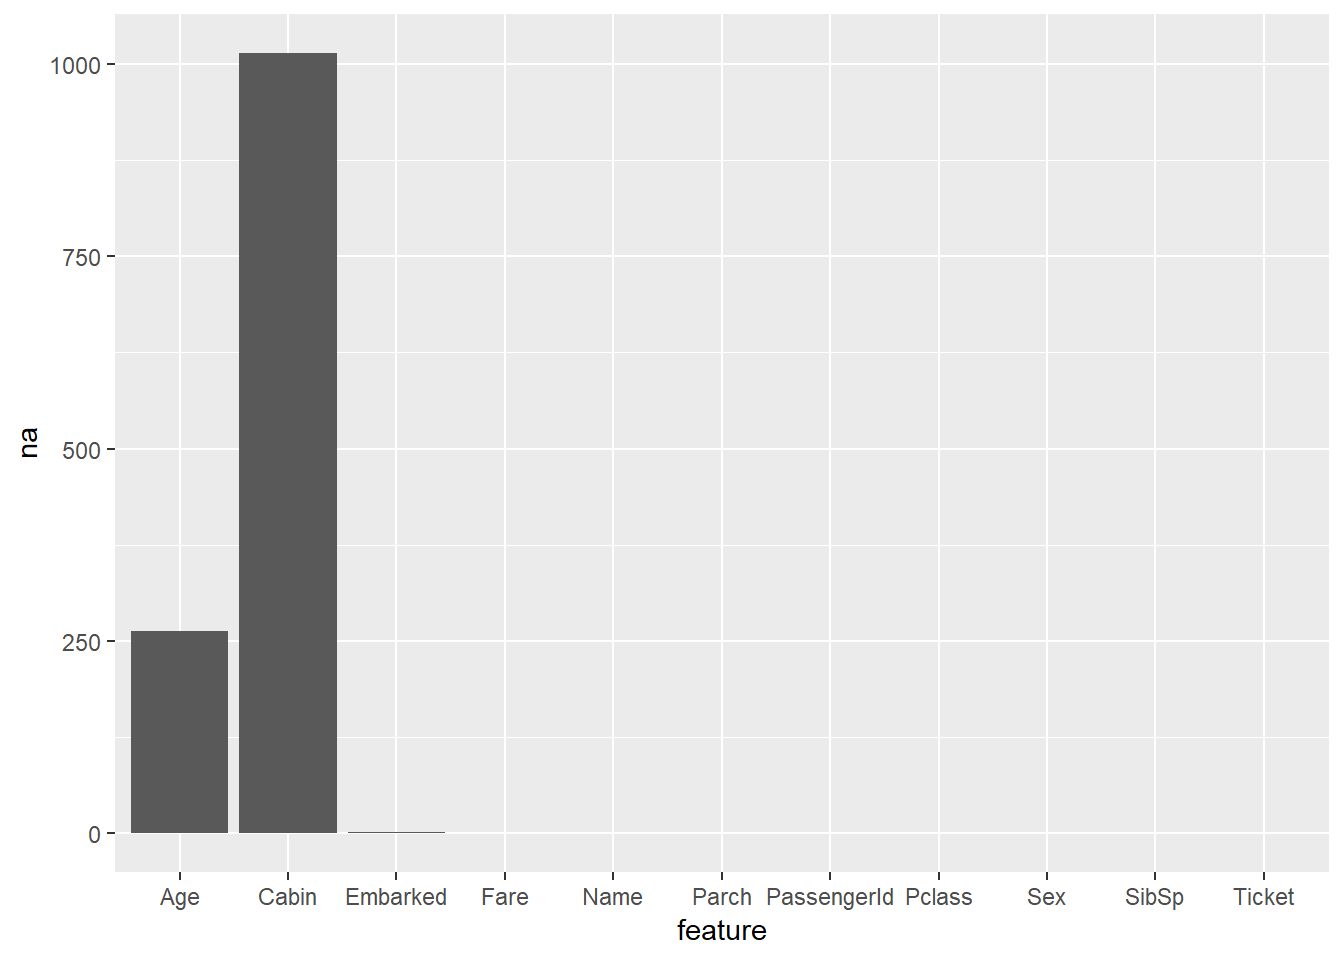 1000
750
500
250
0
na
Age Cabin Embarked Fare Name Parch PassengerId Pclass Sex SibSp Ticket
feature